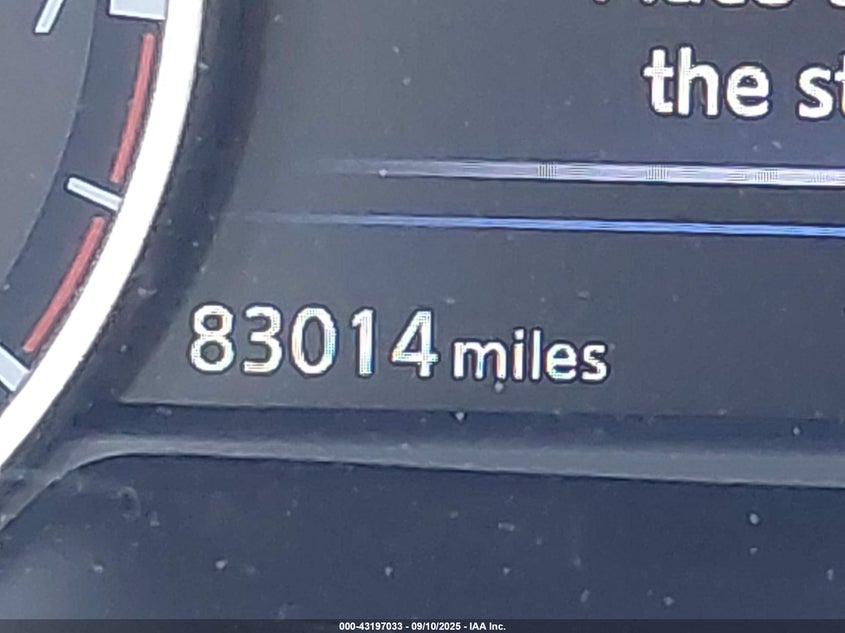 the
83014 miles
000-43197033 - 09/10/2025 - IAA Inc.